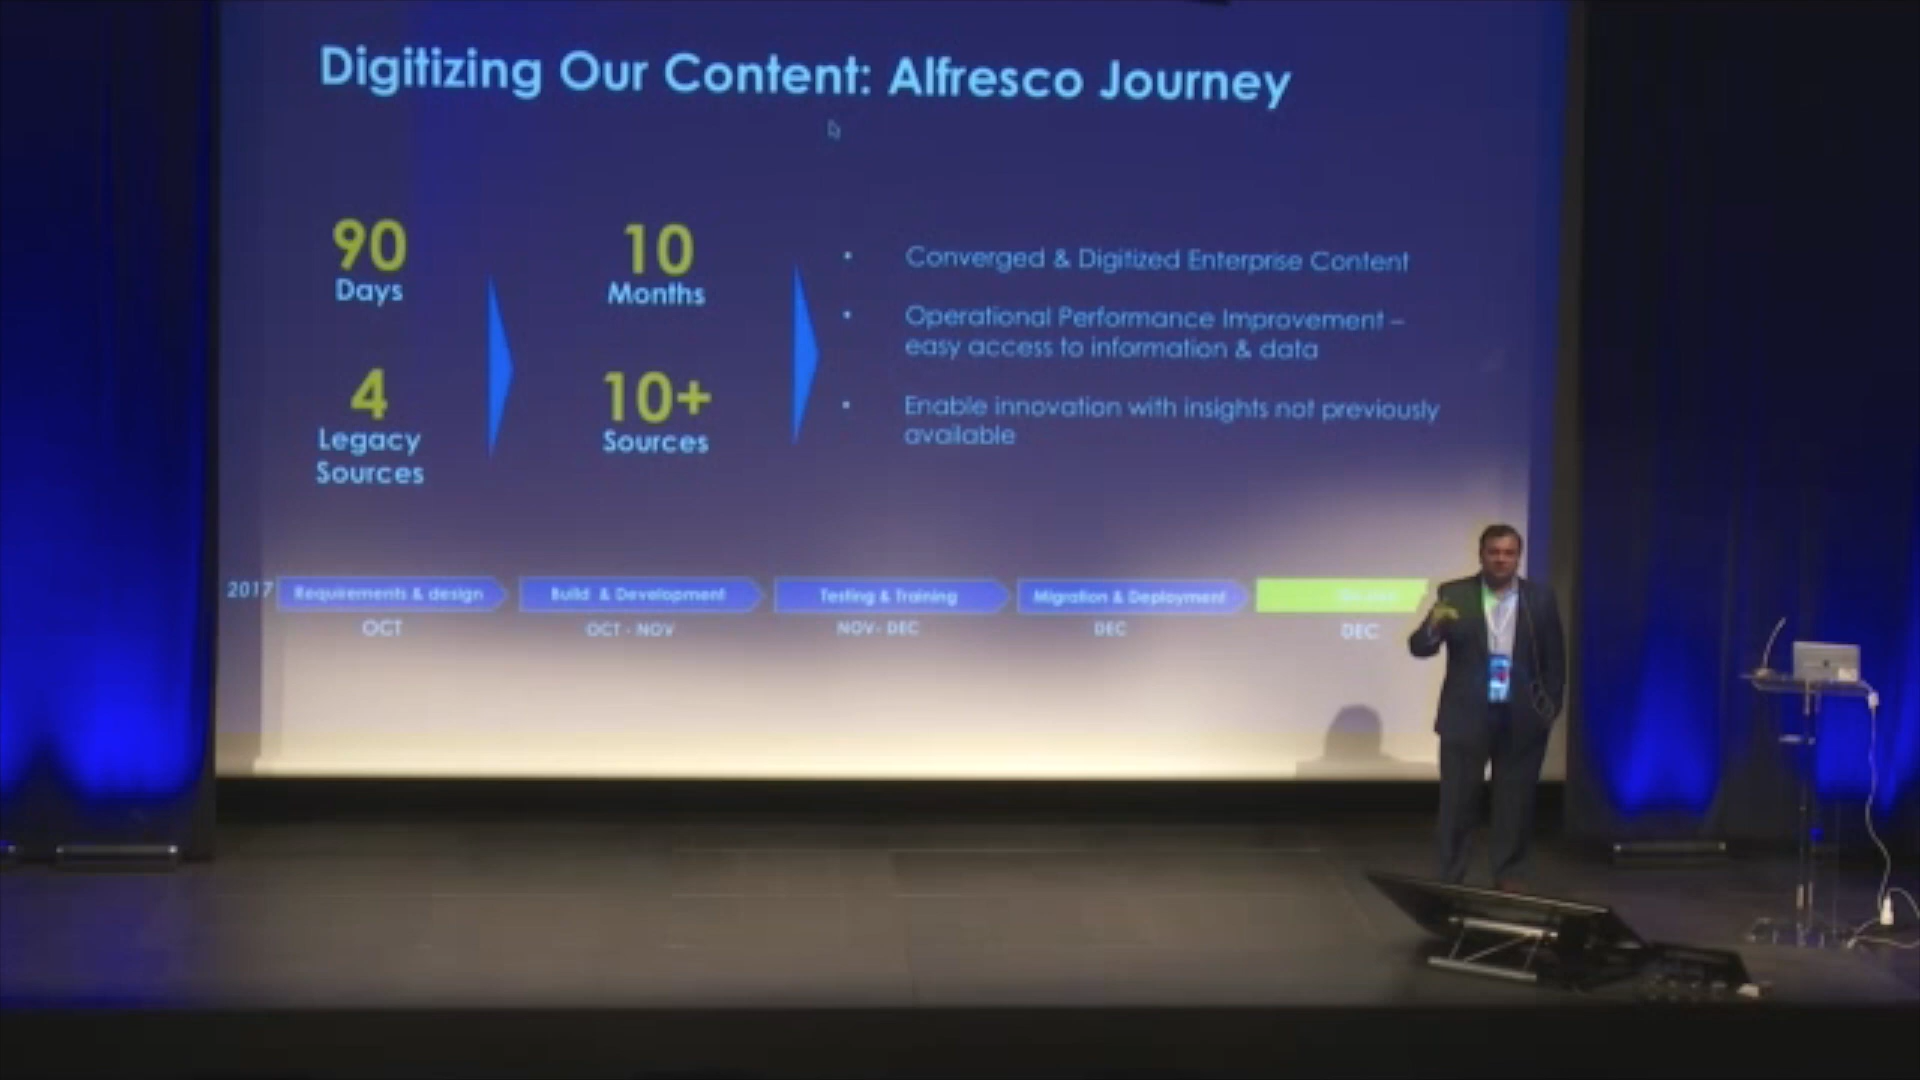 Digitizing Our Content: Alfresco Journey
90
Days
4
Legacy
Sources
10
Months
10+
Sources
• Converged & Digitized Enterprise Content
• Operational Performance Improvement –
easy access to information & data
• Enable innovation with insights not previously
available
2017 Requirements & design Build & Development Testing & Training Migration & Deployment
OCT OCT - NOV NOV- DEC DEC DEC